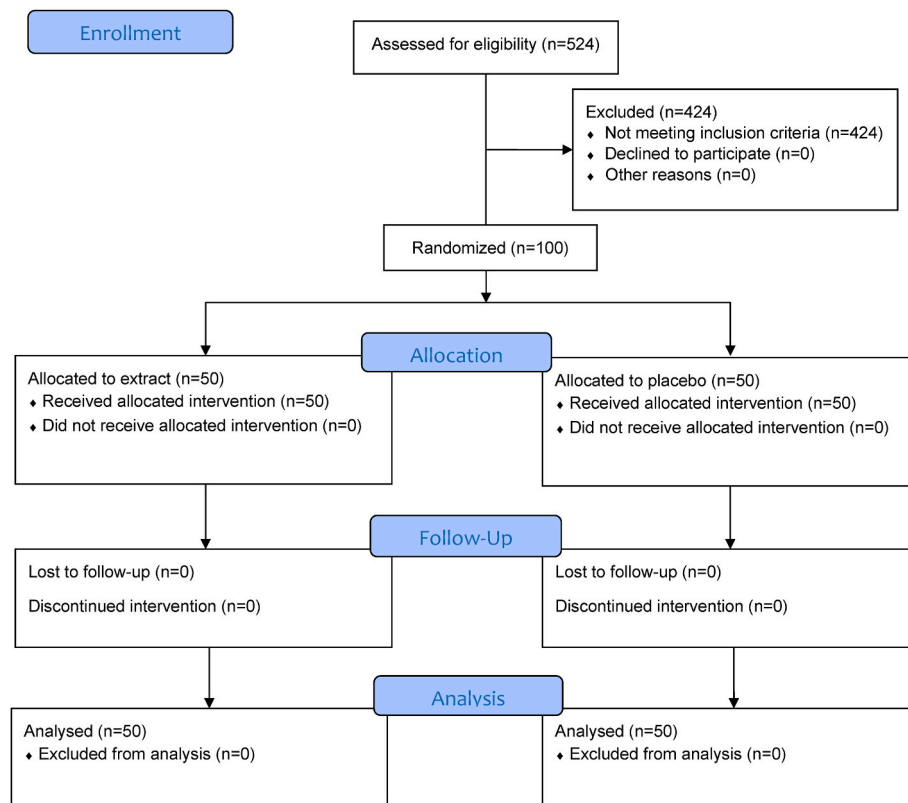 Enrollment
Assessed for eligibility (n=524)
Excluded (n=424)
♦ Not meeting inclusion criteria (n=424)
♦ Declined to participate (n=0)
♦ Other reasons (n=0)
Randomized (n=100)
Allocation
Allocated to extract (n=50)
♦ Received allocated intervention (n=50)
♦ Did not receive allocated intervention (n=0)
Allocated to placebo (n=50)
♦ Received allocated intervention (n=50)
♦ Did not receive allocated intervention (n=0)
Follow-Up
Lost to follow-up (n=0)
Discontinued intervention (n=0)
Lost to follow-up (n=0)
Discontinued intervention (n=0)
Analysis
Analysed (n=50)
♦ Excluded from analysis (n=0)
Analysed (n=50)
♦ Excluded from analysis (n=0)